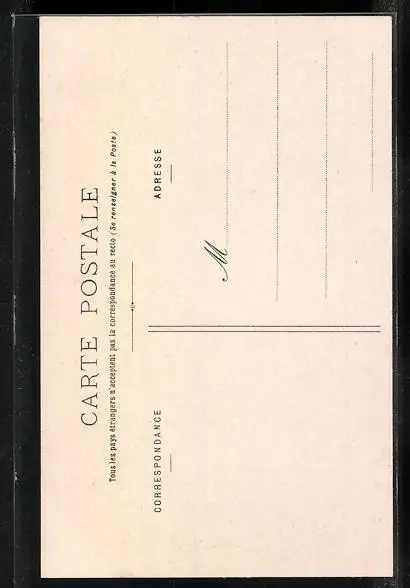 CARTE POSTALE
Tous les pays étrangers n'acceptent pas la correspondance au recto (Se renseigner à la Poste)
CORRESPONDANCE
ADRESSE
M